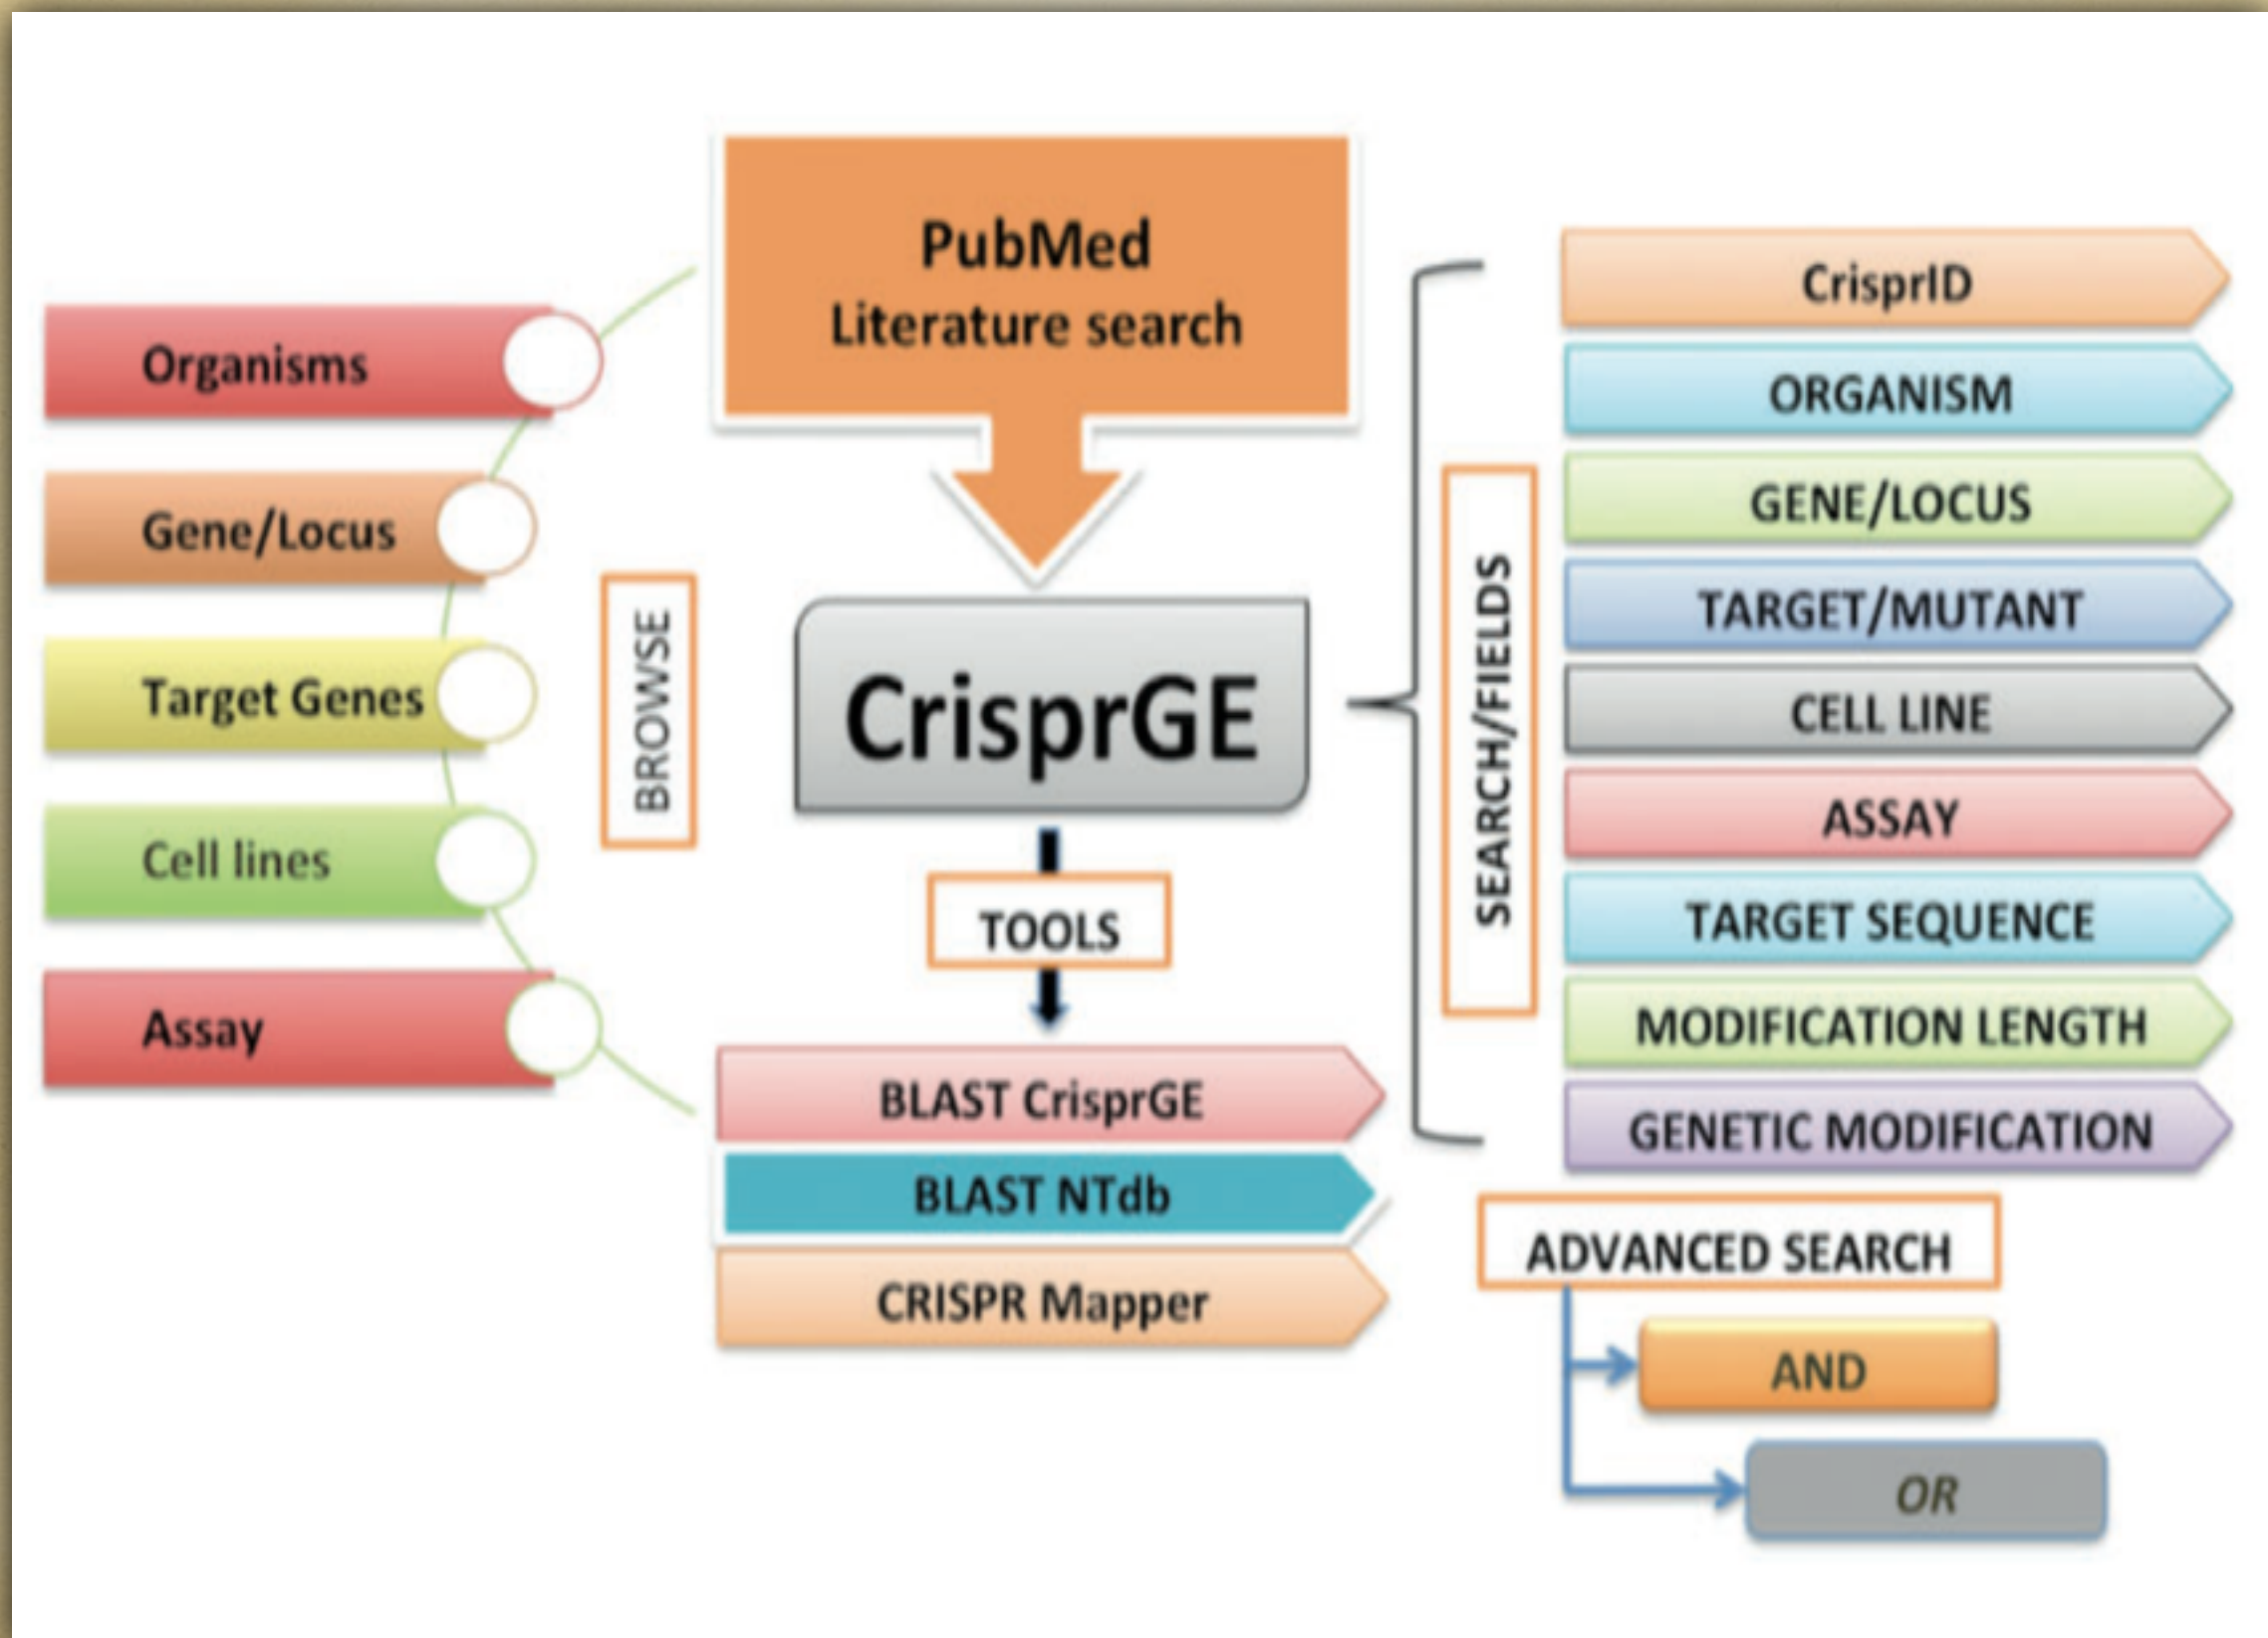 PubMed
Literature search
Organisms
Gene/Locus
Target Genes
Cell lines
Assay
BROWSE
CrisprGE
TOOLS
BLAST CrisprGE
BLAST NTdb
CRISPR Mapper
SEARCH/FIELDS
CrisprID
ORGANISM
GENE/LOCUS
TARGET/MUTANT
CELL LINE
ASSAY
TARGET SEQUENCE
MODIFICATION LENGTH
GENETIC MODIFICATION
ADVANCED SEARCH
AND
OR